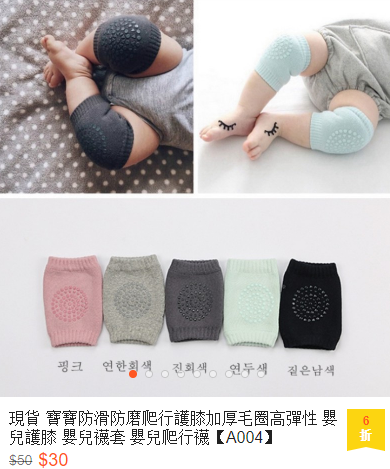 핑크 연한회색 진회색 연두색 짙은남색
現貨 寶寶防滑防磨爬行護膝加厚毛圈高彈性 嬰
兒護膝 嬰兒襪套 嬰兒爬行襪【A004】
$50 $30
6
折